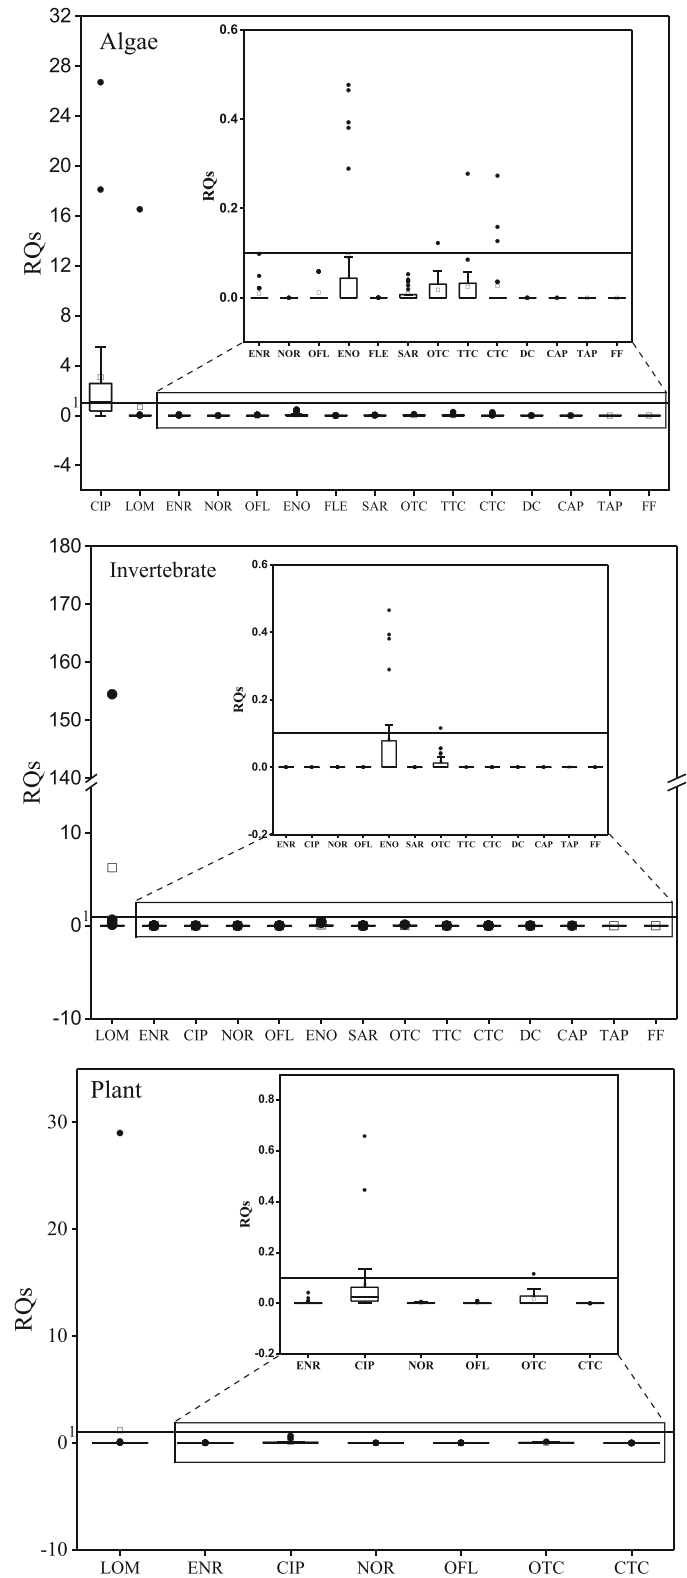 Algae
RQs
32
28
24
20
16
12
8
4
1
0
-4
CIP LOM ENR NOR OFL ENO FLE SAR OTC TTC CTC DC CAP TAP FF
RQs
0.6
0.4
0.2
0.0
ENR NOR OFL ENO FLE SAR OTC TTC CTC DC CAP TAP FF
Invertebrate
RQs
180
170
160
150
140
10
1
0
-10
LOM ENR CIP NOR OFL ENO SAR OTC TTC CTC DC CAP TAP FF
RQs
0.6
0.4
0.2
0.0
-0.2
ENR CIP NOR OFL ENO SAR OTC TTC CTC DC CAP TAP FF
Plant
RQs
30
20
10
1
0
-10
LOM ENR CIP NOR OFL OTC CTC
RQs
0.8
0.6
0.4
0.2
0.0
-0.2
ENR CIP NOR OFL OTC CTC